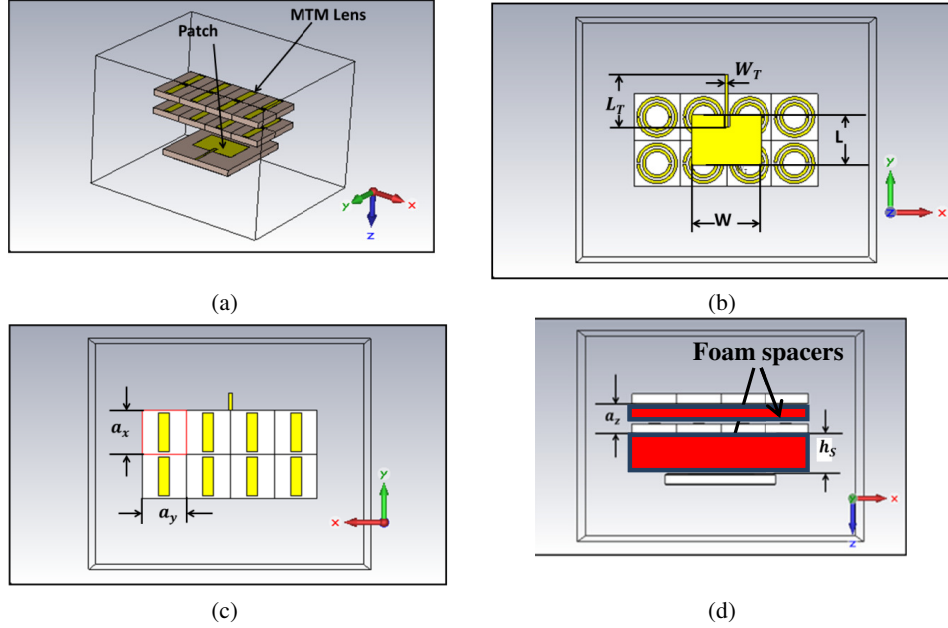 MTM Lens
Patch
y
x
z
(a)
W_T
L_T
L
W
y
z
x
(b)
a_x
a_y
y
x
(c)
Foam spacers
a_z
h_S
y
x
z
(d)